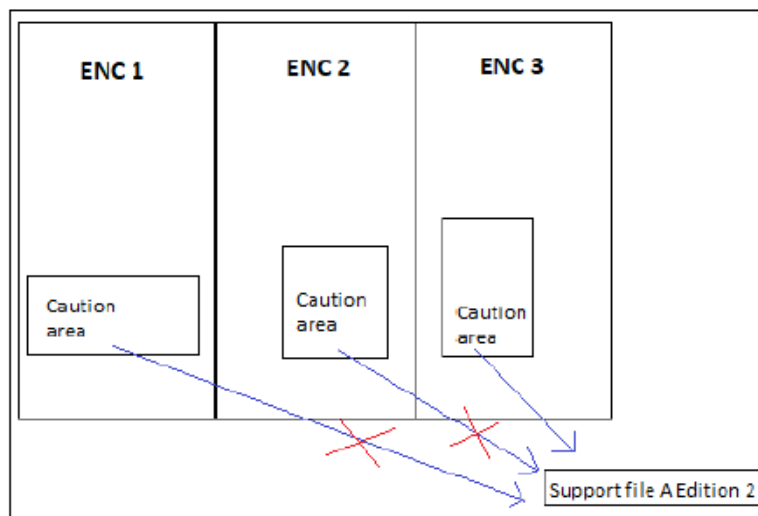 ENC 1
ENC 2
ENC 3
Caution
area
Caution
area
Caution
area
Support file A Edition 2